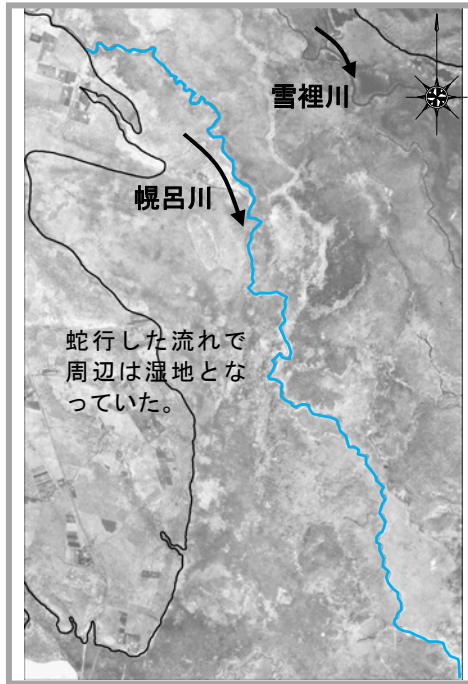 雪裡川
幌呂川
蛇行した流れで
周辺は湿地とな
っていた。